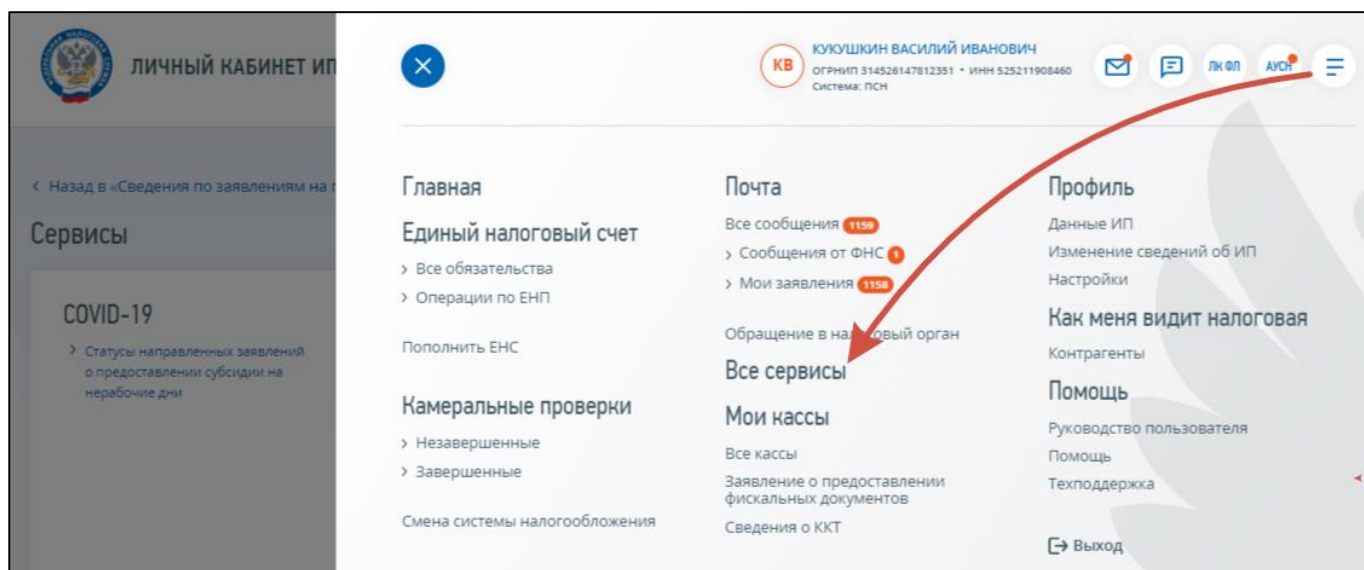 ЛИЧНЫЙ КАБИНЕТ ИП
КВ
КУКУШКИН ВАСИЛИЙ ИВАНОВИЧ
ОГРНИП 314526147812351 • ИНН 525211908460
Система: ПСН
ЛК ФЛ
АУСН
< Назад в «Сведения по заявлениям на
Сервисы
COVID-19
> Статусы направленных заявлений
о предоставлении субсидии на
нерабочие дни
Главная
Единый налоговый счет
> Все обязательства
> Операции по ЕНП
Пополнить ЕНС
Камеральные проверки
> Незавершенные
> Завершенные
Смена системы налогообложения
Почта
Все сообщения 1159
> Сообщения от ФНС 1
> Мои заявления 1158
Обращение в налоговый орган
Все сервисы
Мои кассы
Все кассы
Заявление о предоставлении
фискальных документов
Сведения о ККТ
Профиль
Данные ИП
Изменение сведений об ИП
Настройки
Как меня видит налоговая
Контрагенты
Помощь
Руководство пользователя
Помощь
Техподдержка
Выход